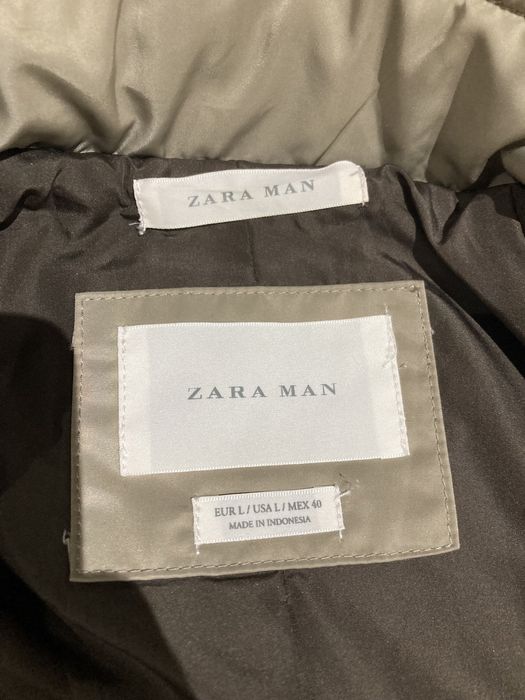 ZARA MAN
ZARA MAN
EUR L / USA L / MEX 40
MADE IN INDONESIA